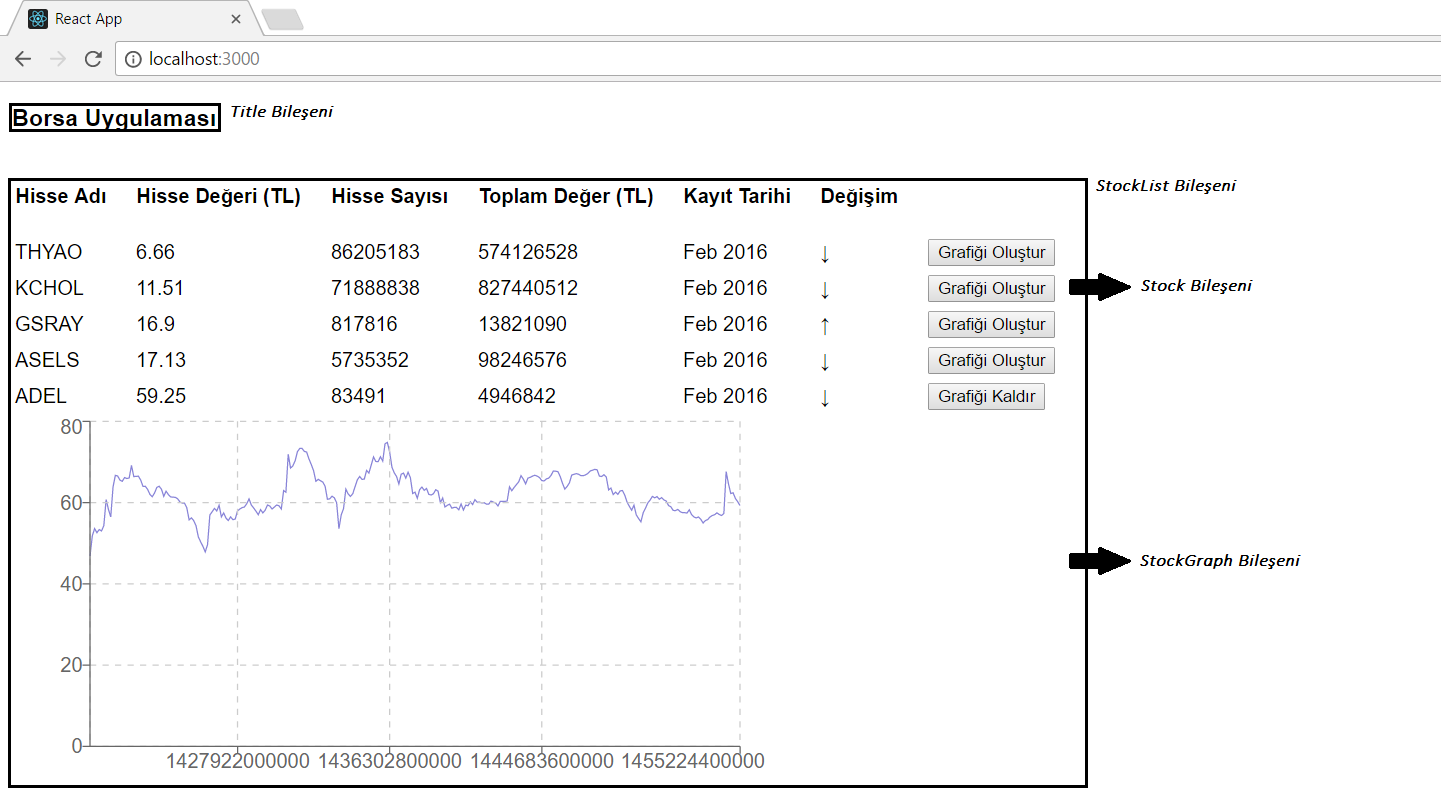 React App
localhost:3000
Borsa Uygulaması
Title Bileşeni
StockList Bileşeni
Hisse Adı Hisse Değeri (TL) Hisse Sayısı Toplam Değer (TL) Kayıt Tarihi Değişim
THYAO 6.66 86205183 574126528 Feb 2016 ↓ Grafiği Oluştur
KCHOL 11.51 71888838 827440512 Feb 2016 ↓ Grafiği Oluştur
Stock Bileşeni
GSRAY 16.9 817816 13821090 Feb 2016 ↑ Grafiği Oluştur
ASELS 17.13 5735352 98246576 Feb 2016 ↓ Grafiği Oluştur
ADEL 59.25 83491 4946842 Feb 2016 ↓ Grafiği Kaldır
80
60
StockGraph Bileşeni
40
20
0
1427922000000 1436302800000 1444683600000 1455224400000